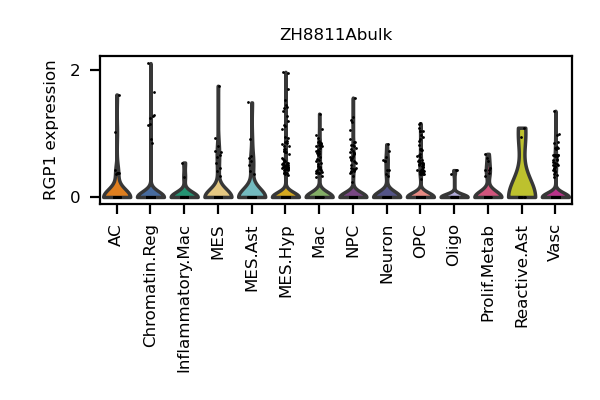 ZH8811Abulk
RGP1 expression
2
0
AC
Chromatin.Reg
Inflammatory.Mac
MES
MES.Ast
MES.Hyp
Mac
NPC
Neuron
OPC
Oligo
Prolif.Metab
Reactive.Ast
Vasc